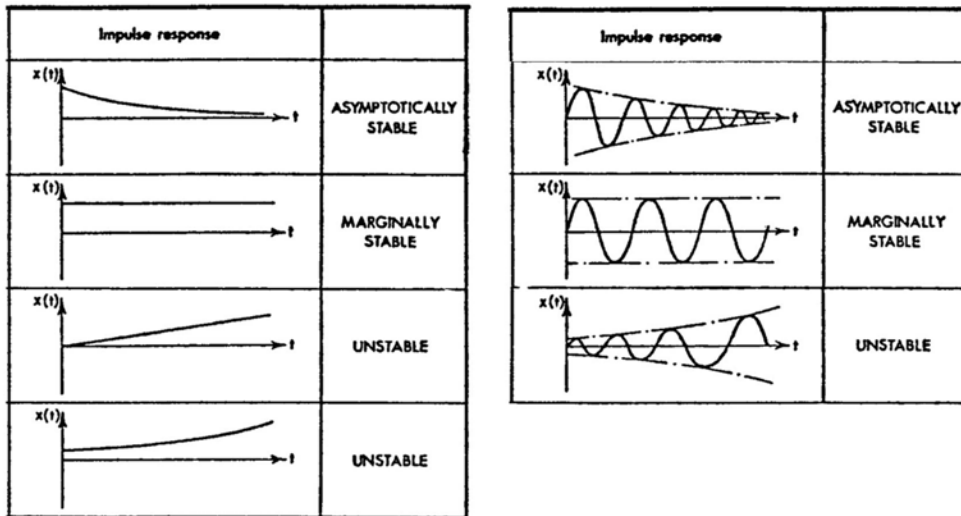 Impulse response
x(t)
t
ASYMPTOTICALLY
STABLE
x(t)
t
MARGINALLY
STABLE
x(t)
t
UNSTABLE
x(t)
t
UNSTABLE
Impulse response
x(t)
t
ASYMPTOTICALLY
STABLE
x(t)
t
MARGINALLY
STABLE
x(t)
t
UNSTABLE